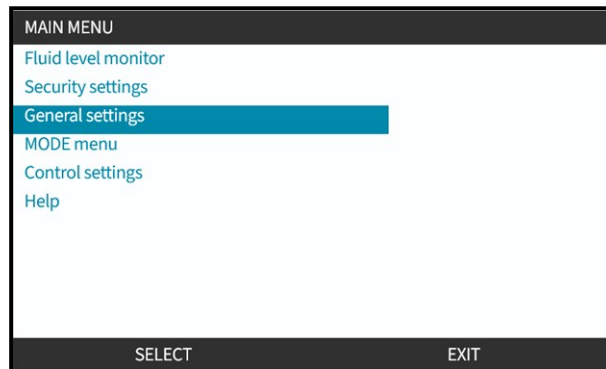 MAIN MENU
Fluid level monitor
Security settings
General settings
MODE menu
Control settings
Help
SELECT EXIT